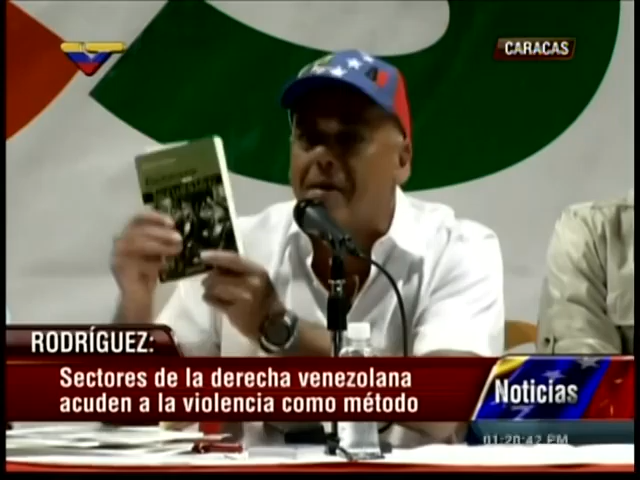 CARACAS
RODRÍGUEZ:
Sectores de la derecha venezolana
acuden a la violencia como método
Noticias
01:20:42 PM